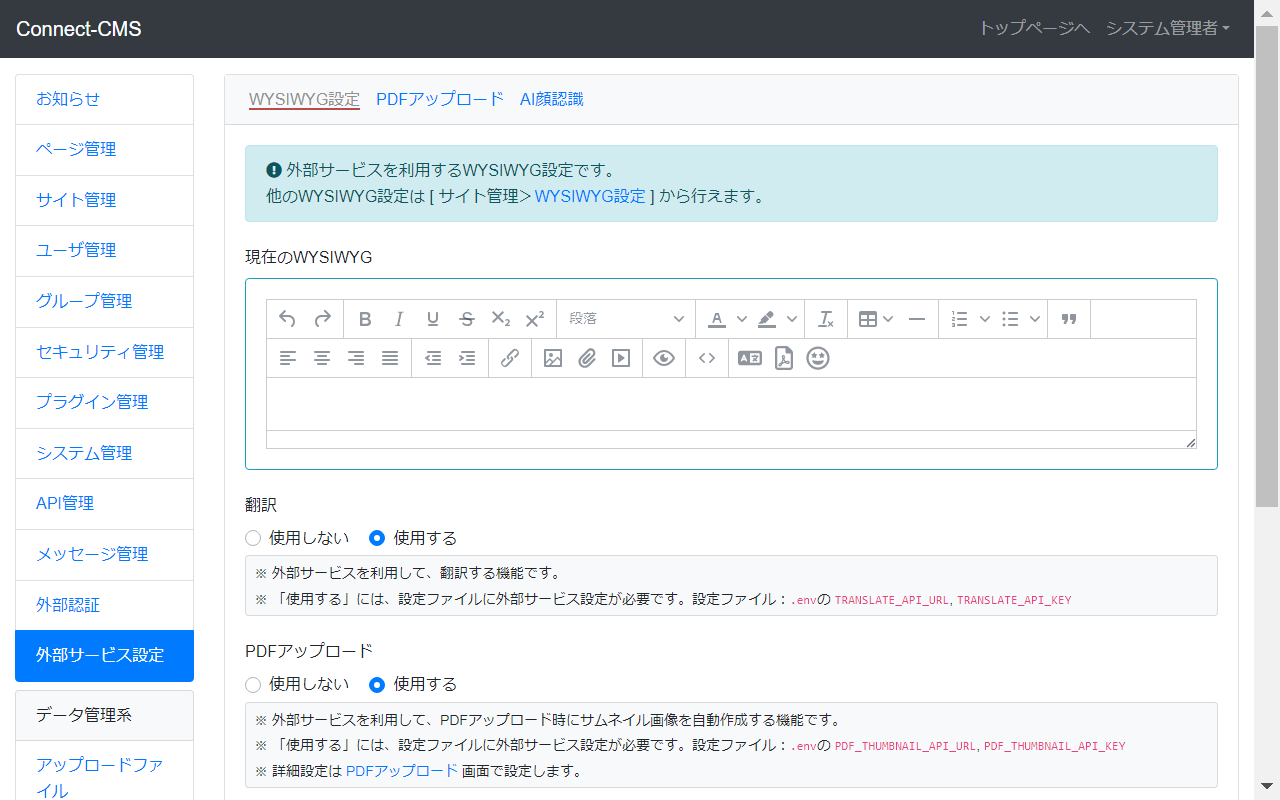 Connect-CMS
トップページへ システム管理者
お知らせ
ページ管理
サイト管理
ユーザ管理
グループ管理
セキュリティ管理
プラグイン管理
システム管理
API管理
メッセージ管理
外部認証
外部サービス設定
データ管理系
アップロードファ
イル
WYSIWYG設定 PDFアップロード AI顔認識
外部サービスを利用するWYSIWYG設定です。
他のWYSIWYG設定は [ サイト管理＞WYSIWYG設定 ] から行えます。
現在のWYSIWYG
段落
翻訳
使用しない 使用する
※ 外部サービスを利用して、翻訳する機能です。
※ 「使用する」には、設定ファイルに外部サービス設定が必要です。設定ファイル：.envの TRANSLATE_API_URL, TRANSLATE_API_KEY
PDFアップロード
使用しない 使用する
※ 外部サービスを利用して、PDFアップロード時にサムネイル画像を自動作成する機能です。
※ 「使用する」には、設定ファイルに外部サービス設定が必要です。設定ファイル：.envの PDF_THUMBNAIL_API_URL, PDF_THUMBNAIL_API_KEY
※ 詳細設定は PDFアップロード 画面で設定します。